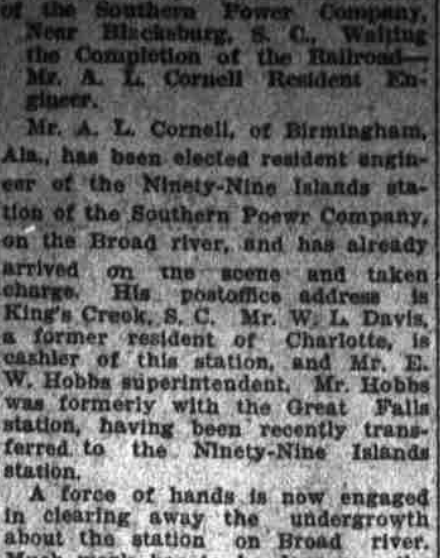 of the Southern Power Company,
Near Blacksburg, S. C., Waiting
the Completion of the Railroad—
Mr. A. L. Cornell Resident En-
gineer.
Mr. A. L. Cornell, of Birmingham,
Ala., has been elected resident engin-
eer of the Ninety-Nine Islands sta-
tion of the Southern Poewr Company,
on the Broad river, and has already
arrived on the scene and taken
charge. His postoffice address is
King's Creek, S. C. Mr. W. L. Davis,
a former resident of Charlotte, is
cashier of this station, and Mr. E.
W. Hobbs superintendent. Mr. Hobbs
was formerly with the Great Falls
station, having been recently trans-
ferred to the Ninety-Nine Islands
station.
A force of hands is now engaged
in clearing away the undergrowth
about the station on Broad river.